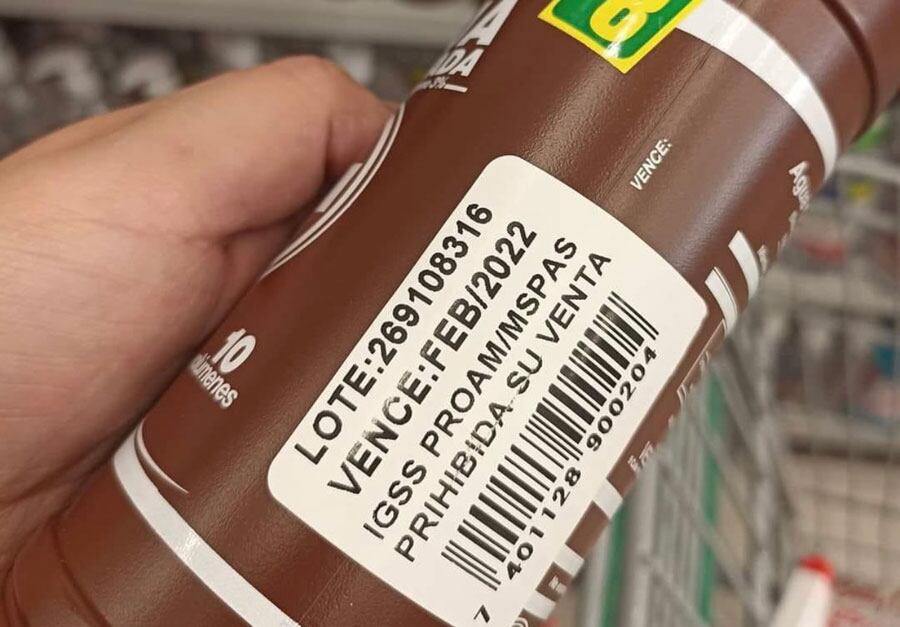 VENCE:
LOTE:269108316
VENCE:FEB/2022
IGSS PROAM/MSPAS
PRIHIBIDA SU VENTA
7 401128 900204
10